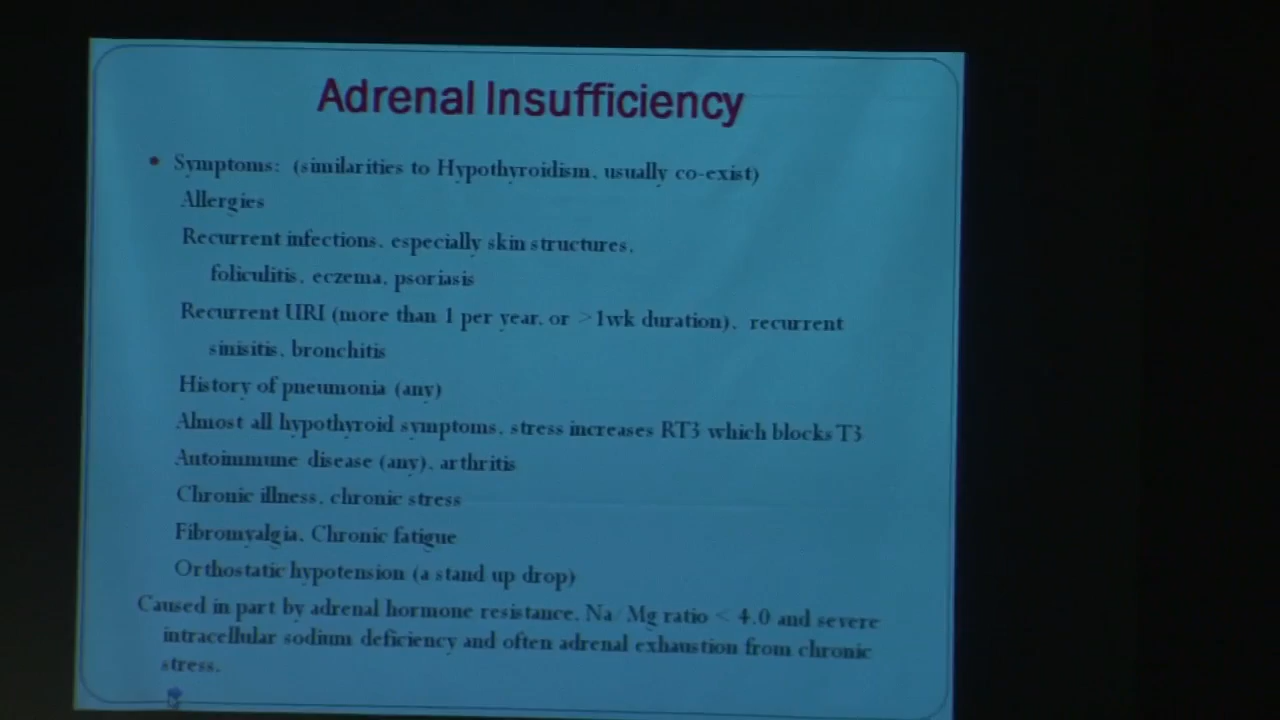 Adrenal Insufficiency
• Symptoms: (similarities to Hypothyroidism, usually co-exist)
Allergies
Recurrent infections, especially skin structures,
foliculitis, eczema, psoriasis
Recurrent URI (more than 1 per year, or >1wk duration), recurrent
sinisitis, bronchitis
History of pneumonia (any)
Almost all hypothyroid symptoms, stress increases RT3 which blocks T3
Autoimmune disease (any), arthritis
Chronic illness, chronic stress
Fibromyalgia, Chronic fatigue
Orthostatic hypotension (a stand up drop)
Caused in part by adrenal hormone resistance, Na/Mg ratio < 4.0 and severe
intracellular sodium deficiency and often adrenal exhaustion from chronic
stress.